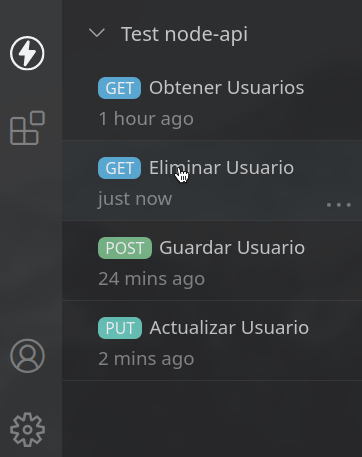 Test node-api
GET Obtener Usuarios
1 hour ago
GET Eliminar Usuario
just now
POST Guardar Usuario
24 mins ago
PUT Actualizar Usuario
2 mins ago